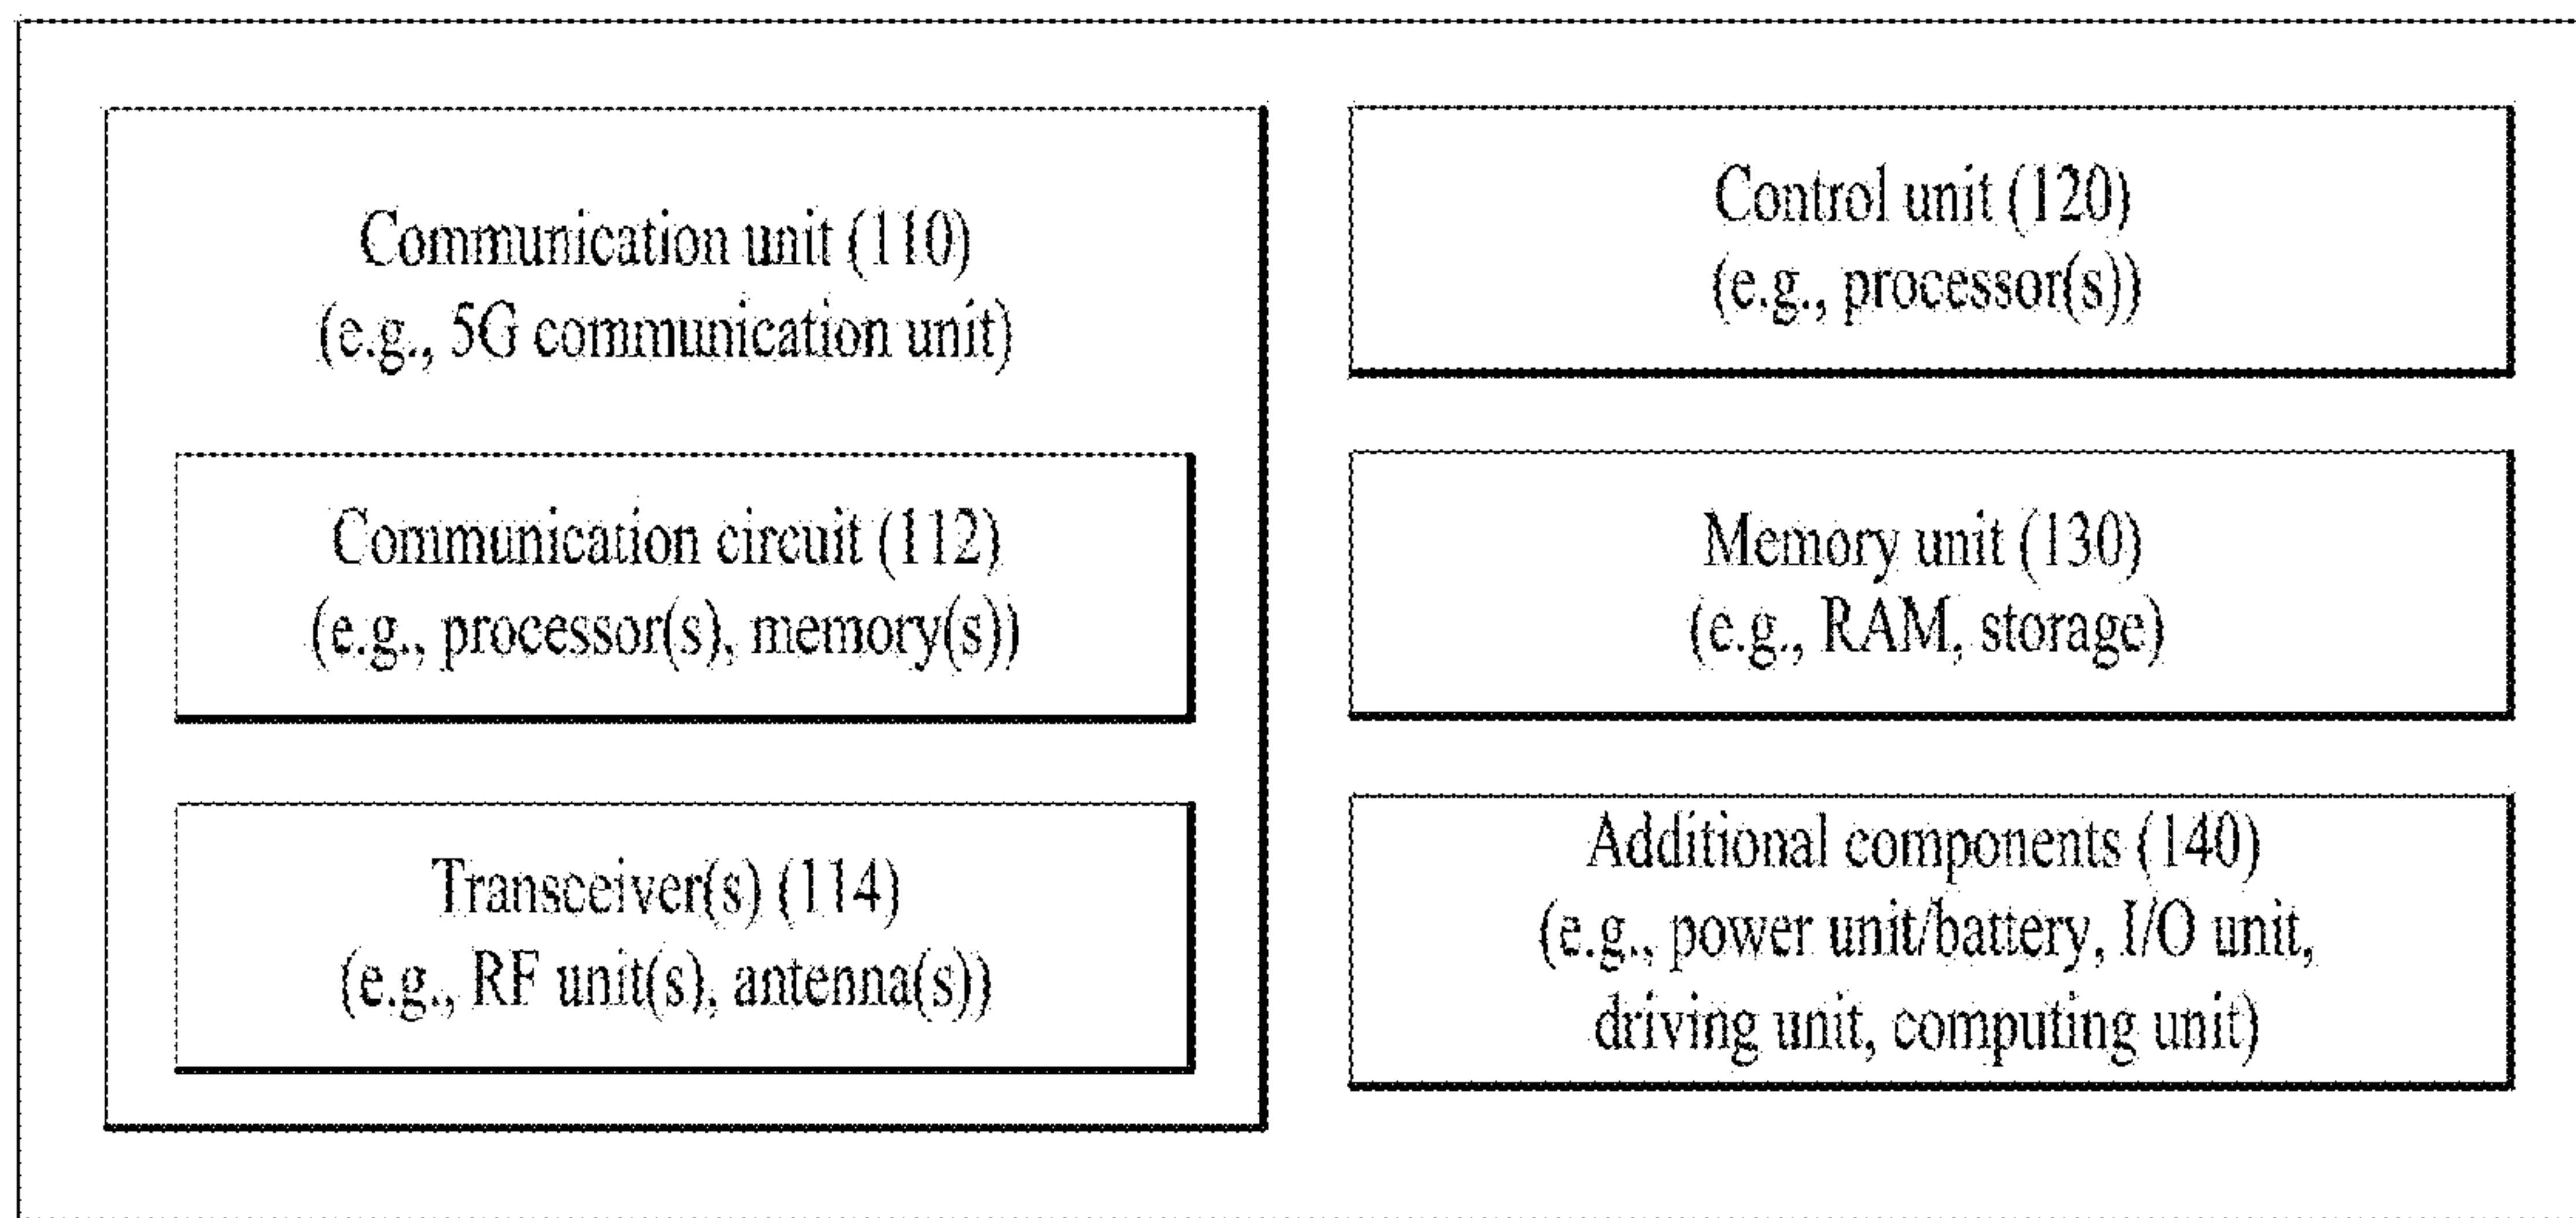 Communication unit (110)
(e.g., 5G communication unit)
Communication circuit (112)
(e.g., processor(s), memory(s))
Transceiver(s) (114)
(e.g., RF unit(s), antenna(s))
Control unit (120)
(e.g., processor(s))
Memory unit (130)
(e.g., RAM, storage)
Additional components (140)
(e.g., power unit/battery, I/O unit,
driving unit, computing unit)